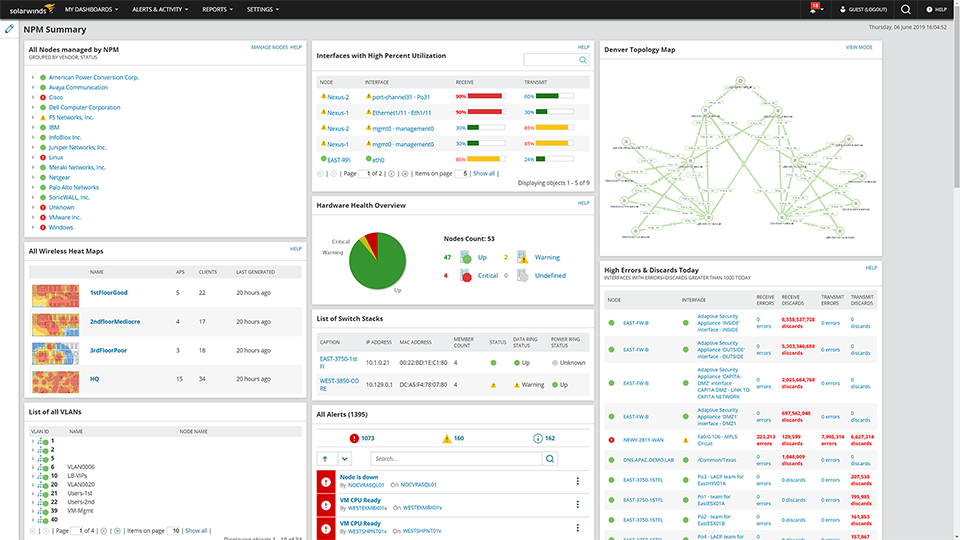 solarwinds
MY DASHBOARDS
ALERTS & ACTIVITY
REPORTS
SETTINGS
18
GUEST (LOGOUT)
HELP
NPM Summary
Thursday, 06 June 2019 16:04:52
All Nodes managed by NPM
MANAGE NODES HELP
GROUPED BY VENDOR, STATUS
American Power Conversion Corp.
Avaya Communication
Cisco
Dell Computer Corporation
F5 Networks, Inc.
IBM
InfoBlox Inc.
Juniper Networks, Inc.
Linux
Meraki Networks, Inc.
Netgear
Palo Alto Networks
SonicWALL, Inc.
Unknown
VMware Inc.
Windows
All Wireless Heat Maps
HELP
NAME APS CLIENTS LAST GENERATED
1stFloorGood 5 22 20 hours ago
2ndfloorMediocre 4 17 20 hours ago
3rdFloorPoor 3 18 20 hours ago
HQ 15 34 20 hours ago
List of all VLANs
HELP
VLAN ID NAME NODE NAME
1
2
5
6 VLAN0006
10 LB-VIPs
20 VLAN0020
21 Users-1st
22 Users-2nd
39 VM-Mgmt
40
Page 1 of 4 Items on page 10 Show all
Interfaces with High Percent Utilization
HELP
NODE INTERFACE RECEIVE TRANSMIT
Nexus-2 port-channel31 - Po31 90% 60%
Nexus-1 Ethernet1/11 - Eth1/11 90% 30%
Nexus-2 mgmt0 - management0 30% 85%
Nexus-1 mgmt0 - management0 30% 85%
EAST-RPi eth0 86% 24%
Page 1 of 2 Items on page 5 Show all
Displaying objects 1 - 5 of 9
Hardware Health Overview
HELP
Critical
Warning
Up
Nodes Count: 53
47 Up 2 Warning
4 Critical 0 Undefined
List of Switch Stacks
CAPTION IP ADDRESS MAC ADDRESS MEMBER COUNT STATUS DATA RING STATUS POWER RING STATUS
EAST-3750-1st
Fl
10.1.0.21 00:22:BD:1E:C1:80 4 Up Unknown
WEST-3850-CO
RE
10.129.0.1 DC:A5:F4:78:07:80 4 Warning Up
All Alerts (1395)
1073 160 162
Search...
Node is down
By NOCVRASQL01 On NOCVRASQL01
VM CPU Ready
By WESTEXMBX01v On WESTEXMBX01v
VM CPU Ready
By WESTSHPNT01v On WESTSHPNT01v
Denver Topology Map
VIEW MODE
High Errors & Discards Today
HELP
INTERFACES WITH ERRORS+DISCARDS GREATER THAN 1000 TODAY
NODE INTERFACE RECEIVE ERRORS RECEIVE DISCARDS TRANSMIT ERRORS TRANSMIT DISCARDS
EAST-FW-B Adaptive Security Appliance 'INSIDE' interface - INSIDE 0 errors 6,558,537,728 discards 0 errors 0 discards
EAST-FW-B Adaptive Security Appliance 'OUTSIDE' interface - OUTSIDE 0 errors 5,303,346,688 discards 0 errors 0 discards
EAST-FW-B Adaptive Security Appliance 'CAPITA-DMZ' interface - CAPITA DMZ - LINK TO CAPITA NETWORK 0 errors 2,025,664,768 discards 0 errors 0 discards
EAST-FW-B Adaptive Security Appliance 'DMZ1' interface - DMZ1 0 errors 697,562,048 discards 0 errors 0 discards
NEWY-2811-WAN Fa0/0.106 - MPLS Circuit 223,213 errors 129,599 discards 7,995,314 errors 6,627,314 discards
DNS.APAC.DEMO.LAB /Common/Texas 0 errors 1,048,009 discards 0 errors 0 discards
EAST-3750-1STFL Po3 - LACP team for EastHYV01A 0 errors 0 discards 0 errors 207,538 discards
EAST-3750-1STFL Po1 - team for EastESX01A 0 errors 0 discards 0 errors 195,985 discards
EAST-3750-1STFL Po2 - team for EastESX01B 0 errors 0 discards 0 errors 161,853 discards
EAST-3750-1STFL Po4 - LACP team for 0 0 discards 0 errors 157,867